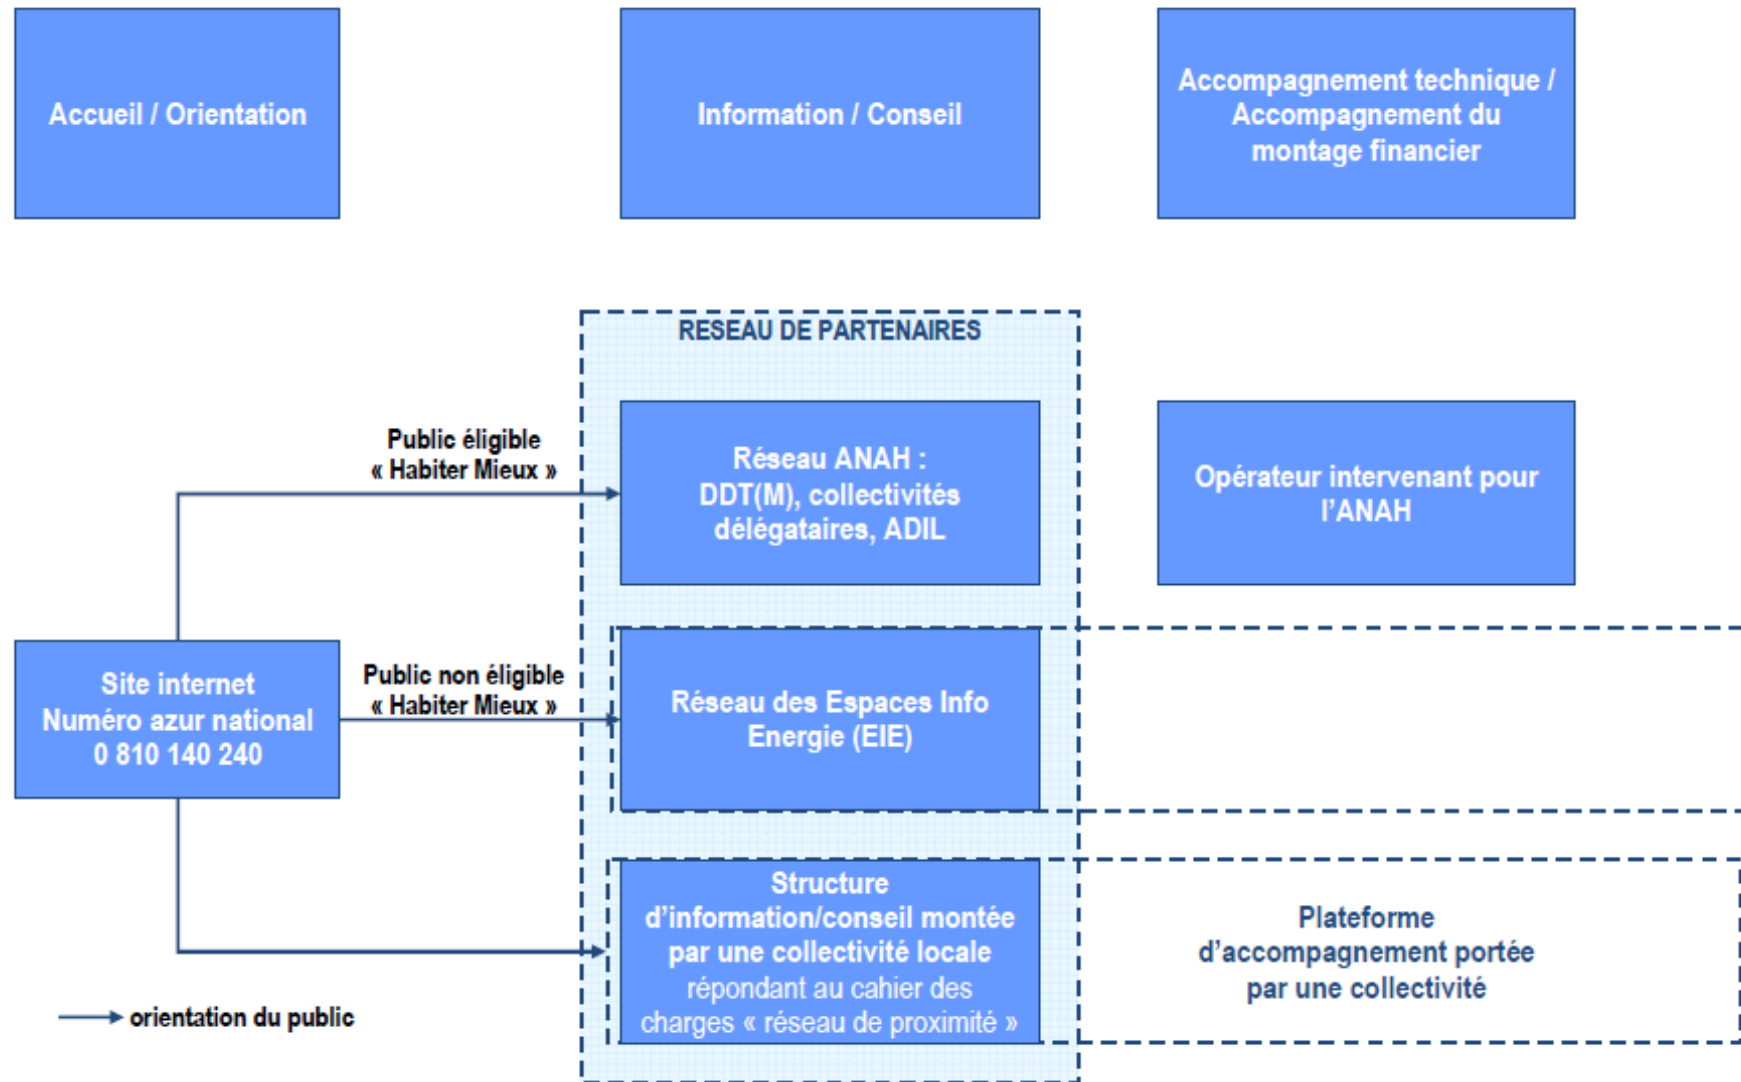 Accueil / Orientation
Information / Conseil
Accompagnement technique /
Accompagnement du
montage financier
RESEAU DE PARTENAIRES
Public éligible
« Habiter Mieux »
Réseau ANAH :
DDT(M), collectivités
délégataires, ADIL
Opérateur intervenant pour
l'ANAH
Site internet
Numéro azur national
0 810 140 240
Public non éligible
« Habiter Mieux »
Réseau des Espaces Info
Energie (EIE)
Structure
d'information/conseil montée
par une collectivité locale
répondant au cahier des
charges « réseau de proximité »
Plateforme
d'accompagnement portée
par une collectivité
orientation du public